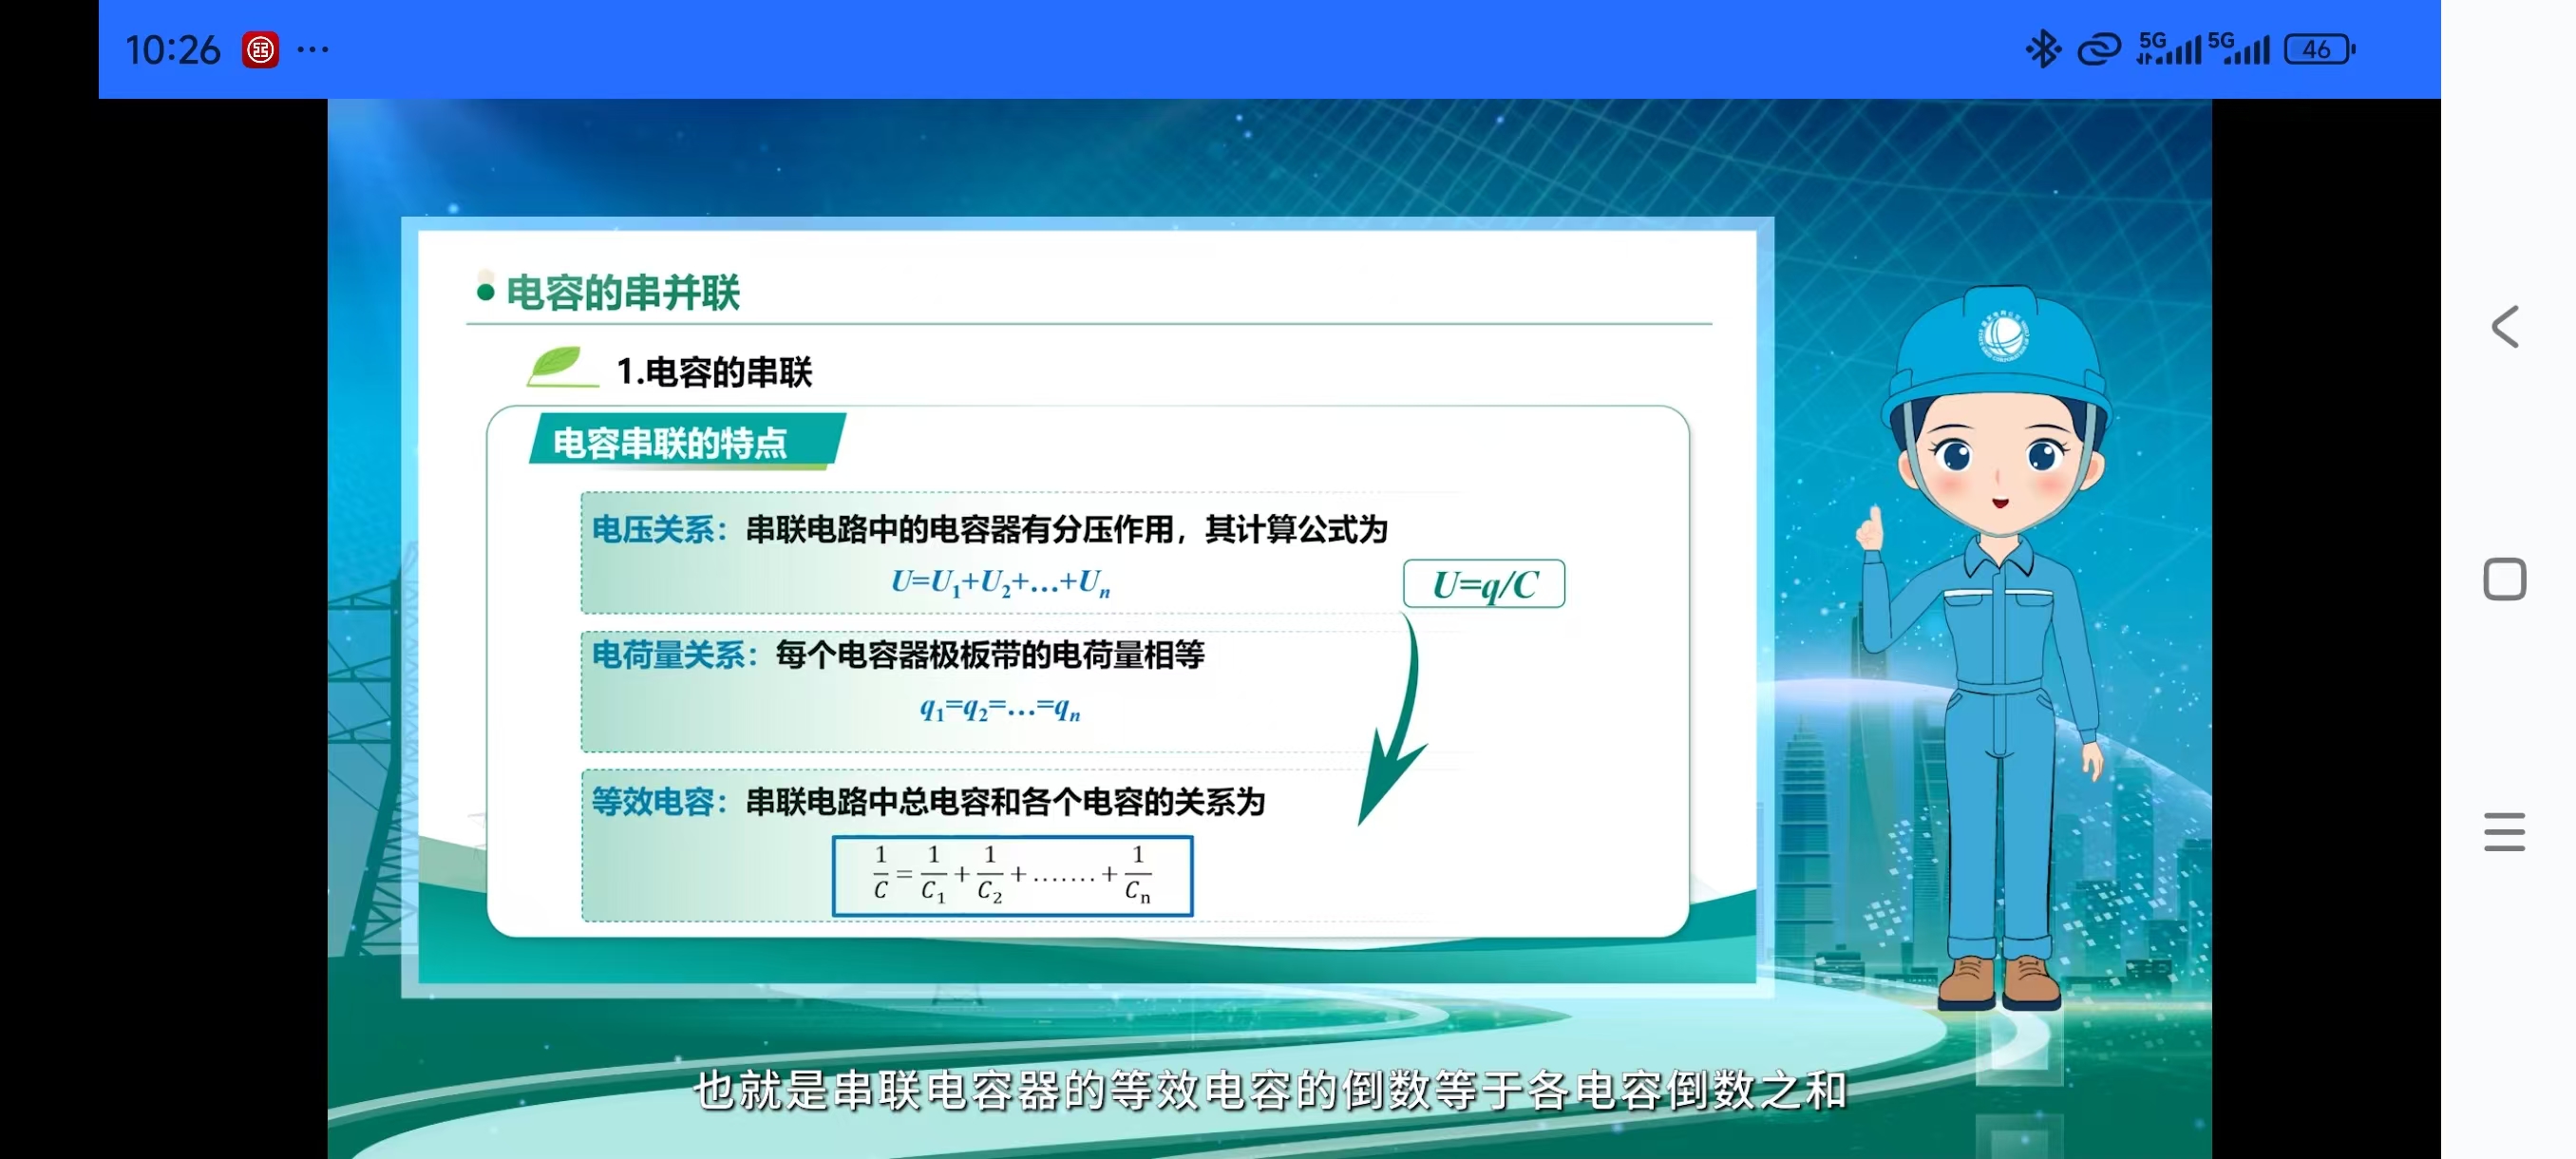 10:26
5G 5G 46
电容的串并联
1.电容的串联
电容串联的特点
电压关系：串联电路中的电容器有分压作用，其计算公式为
U=U₁+U₂+…+Uₙ
U=q/C
电荷量关系：每个电容器极板带的电荷量相等
q₁=q₂=…=qₙ
等效电容：串联电路中总电容和各个电容的关系为
1/C = 1/C₁ + 1/C₂ + ....... + 1/Cₙ
也就是串联电容器的等效电容的倒数等于各电容倒数之和